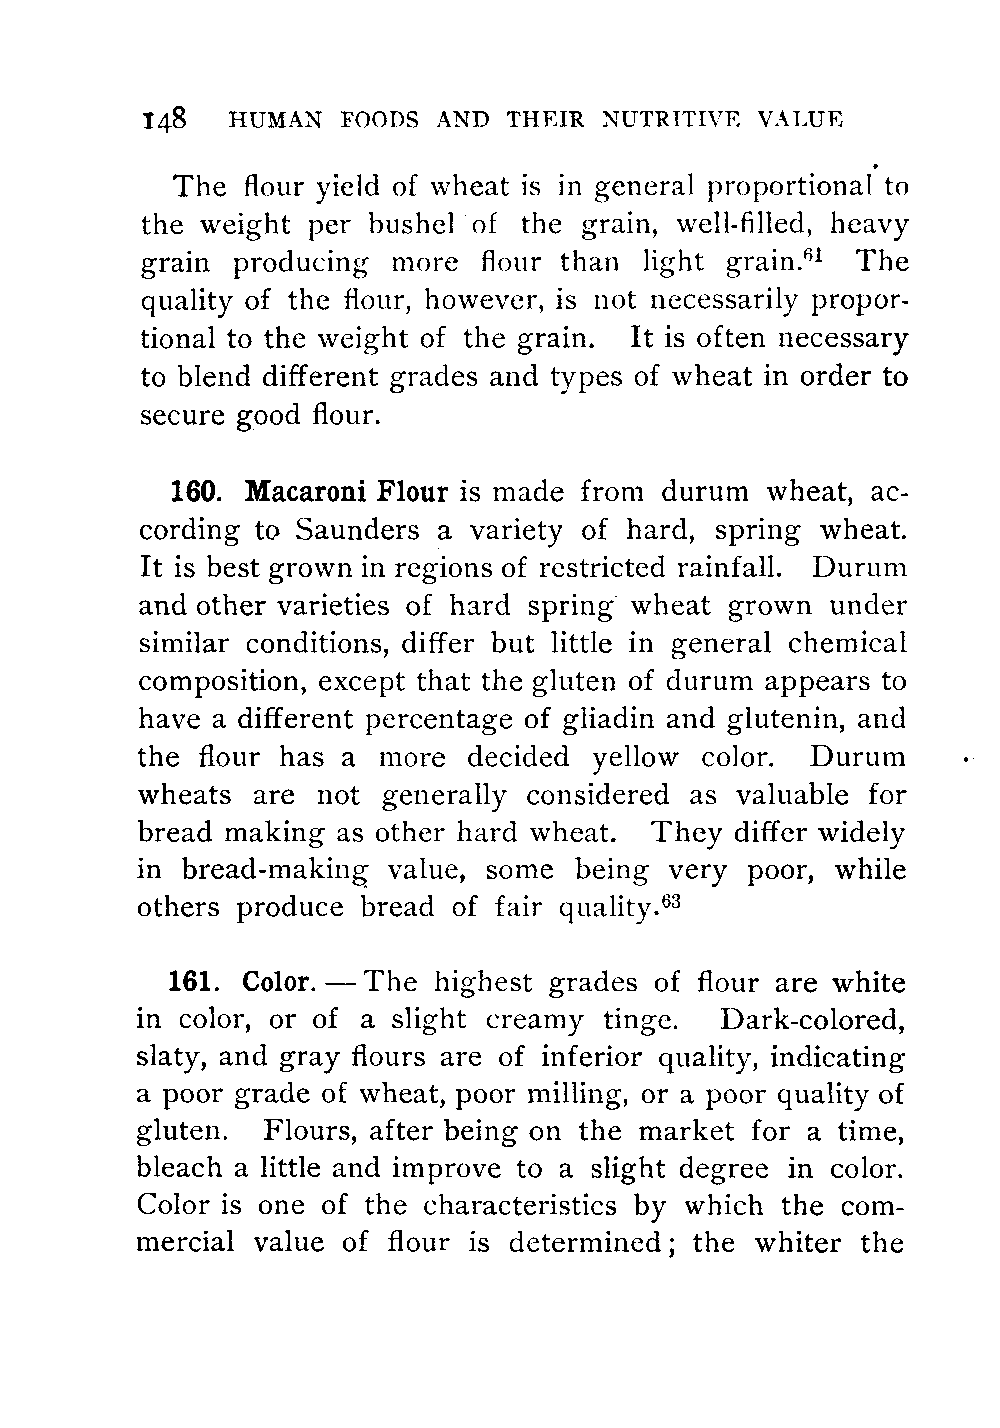 148 HUMAN FOODS AND THEIR NUTRITIVE VALUE
The flour yield of wheat is in general proportional to
the weight per bushel of the grain, well-filled, heavy
grain producing more flour than light grain.⁶¹ The
quality of the flour, however, is not necessarily propor-
tional to the weight of the grain. It is often necessary
to blend different grades and types of wheat in order to
secure good flour.
160. Macaroni Flour is made from durum wheat, ac-
cording to Saunders a variety of hard, spring wheat.
It is best grown in regions of restricted rainfall. Durum
and other varieties of hard spring wheat grown under
similar conditions, differ but little in general chemical
composition, except that the gluten of durum appears to
have a different percentage of gliadin and glutenin, and
the flour has a more decided yellow color. Durum
wheats are not generally considered as valuable for
bread making as other hard wheat. They differ widely
in bread-making value, some being very poor, while
others produce bread of fair quality.⁶³
161. Color. — The highest grades of flour are white
in color, or of a slight creamy tinge. Dark-colored,
slaty, and gray flours are of inferior quality, indicating
a poor grade of wheat, poor milling, or a poor quality of
gluten. Flours, after being on the market for a time,
bleach a little and improve to a slight degree in color.
Color is one of the characteristics by which the com-
mercial value of flour is determined; the whiter the